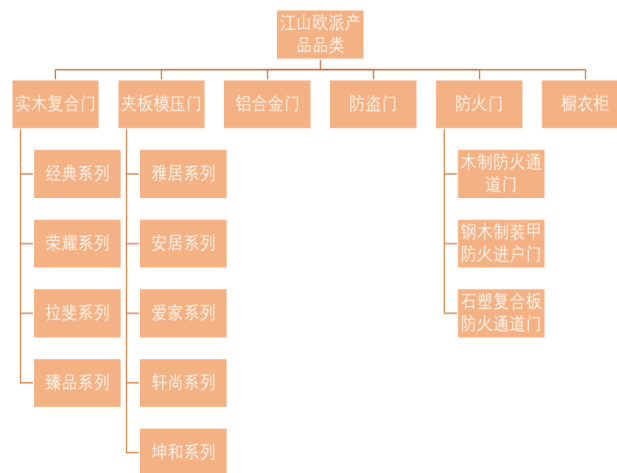 江山欧派产
品品类
实木复合门
夹板模压门
铝合金门
防盗门
防火门
橱衣柜
经典系列
荣耀系列
拉斐系列
臻品系列
雅居系列
安居系列
爱家系列
轩尚系列
坤和系列
木制防火通
道门
钢木制装甲
防火进户门
石塑复合板
防火通道门